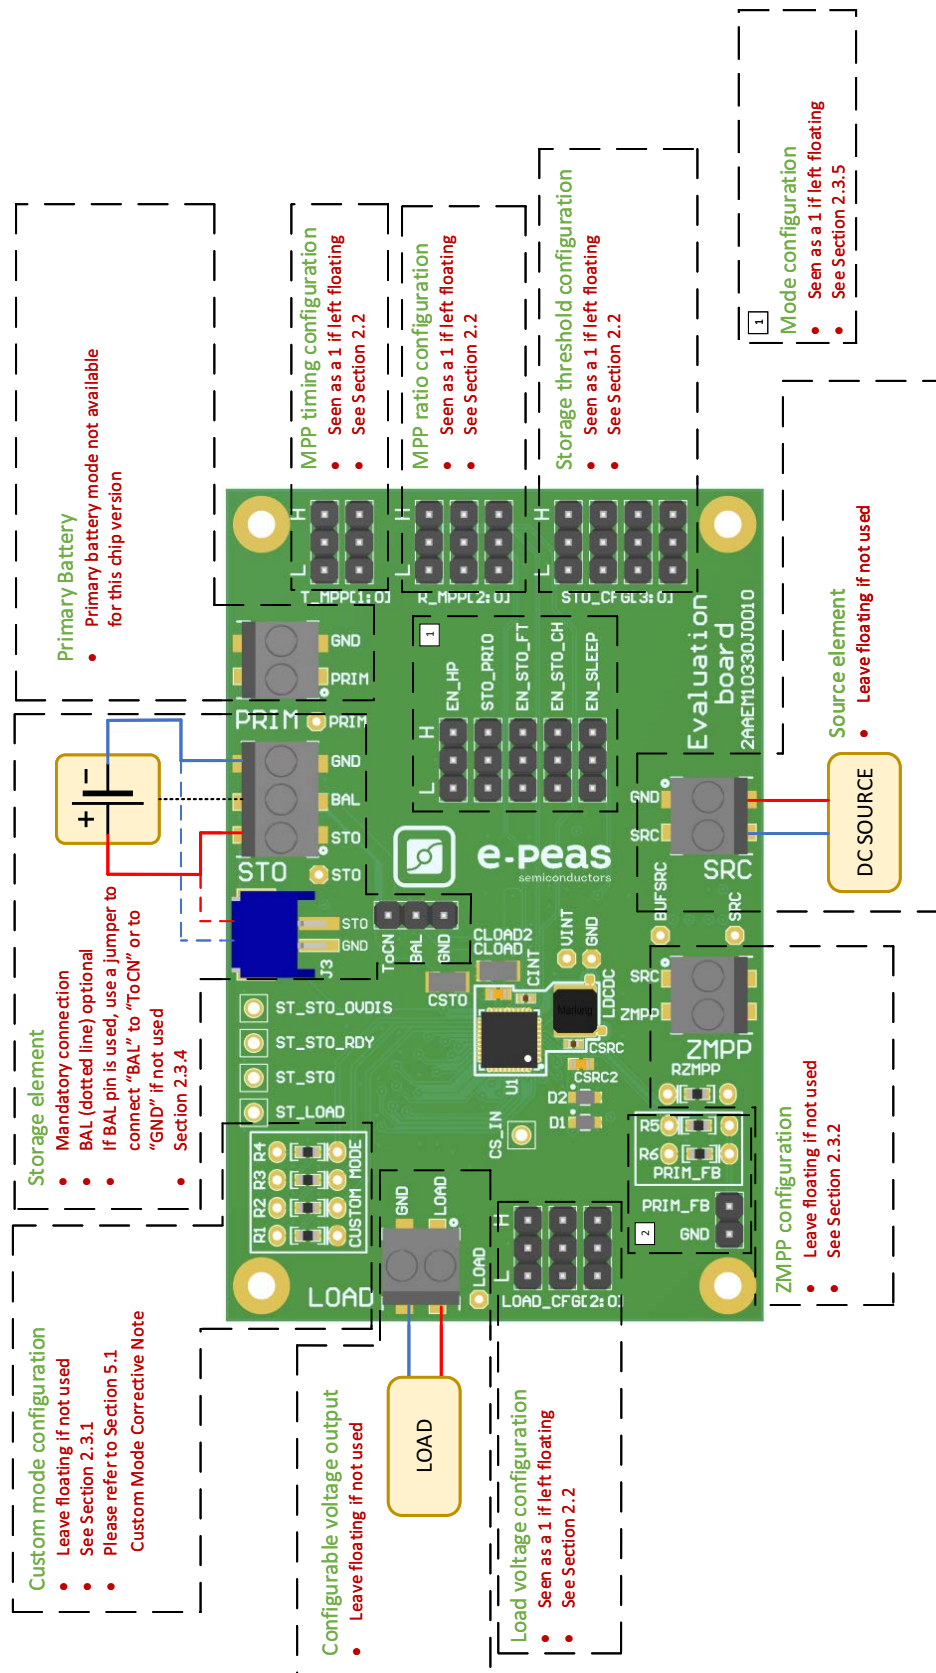 Custom mode configuration
• Leave floating if not used
• See Section 2.3.1
• Please refer to Section 5.1
Custom Mode Corrective Note
Storage element
• Mandatory connection
• BAL (dotted line) optional
• If BAL pin is used, use a jumper to
connect “BAL” to “ToCN” or to
“GND” if not used
• Section 2.3.4
+ −
Primary Battery
• Primary battery mode not available
for this chip version
MPP timing configuration
• Seen as a 1 if left floating
• See Section 2.2
MPP ratio configuration
• Seen as a 1 if left floating
• See Section 2.2
Storage threshold configuration
• Seen as a 1 if left floating
• See Section 2.2
1
Mode configuration
• Seen as a 1 if left floating
• See Section 2.3.5
Configurable voltage output
• Leave floating if not used
LOAD
Load voltage configuration
• Seen as a 1 if left floating
• See Section 2.2
ZMPP configuration
• Leave floating if not used
• See Section 2.3.2
Source element
• Leave floating if not used
DC SOURCE
R1 R2 R3 R4
CUSTOM MODE
ST_LOAD
ST_STO
ST_STO_RDY
ST_STO_OVDIS
J3
GND
STO
STO
STO
STO
BAL
GND
PRIM
PRIM
PRIM
GND
L H
T_MPP[1:0]
L H
R_MPP[2:0]
L H
STO_CFG[3:0]
LOAD
GND
LOAD
LOAD
L H
LOAD_CFG[2:0]
ToCN
BAL
GND
CSTO
CLOAD2
CLOAD
CINT
VINT
GND
LDCDC
Marking
U1
CSRC
CSRC2
D2
D1
CS_IN
e-peas
semiconductors
1
L H
EN_HP
STO_PRIO
EN_STO_FT
EN_STO_CH
EN_SLEEP
2
PRIM_FB
GND
R5
R6
PRIM_FB
RZMPP
ZMPP
ZMPP
SRC
BUFSRC
SRC
SRC
SRC
GND
Evaluation
board
2AAEM10330J0010